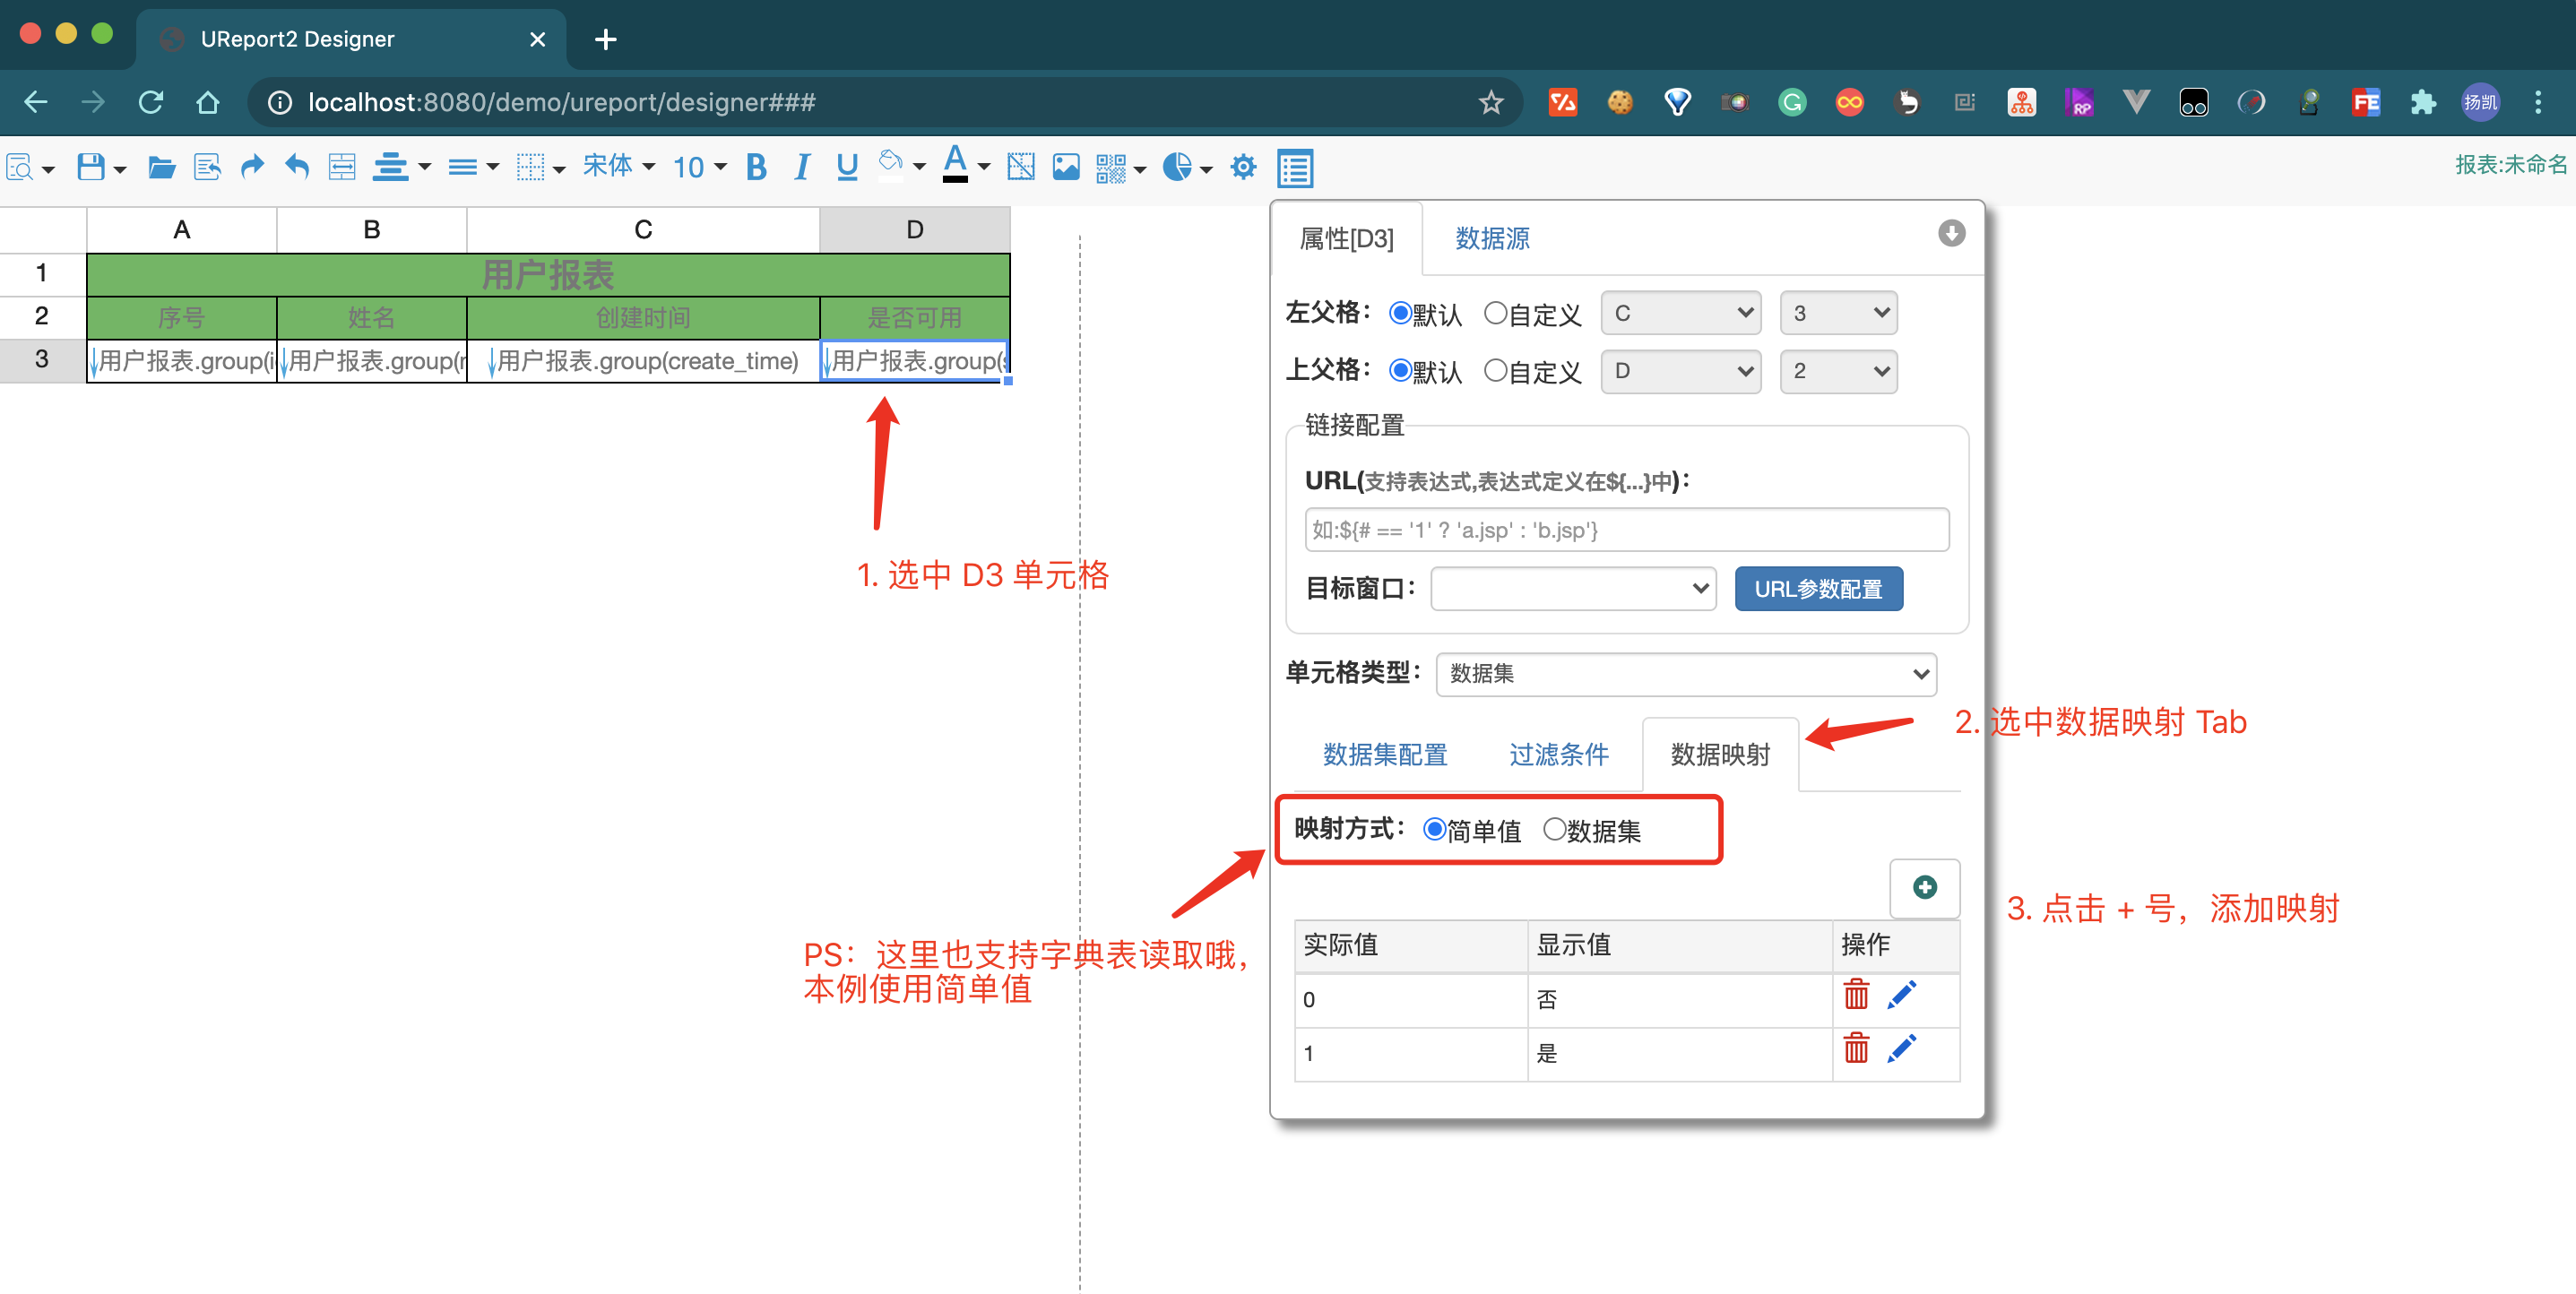 UReport2 Designer
localhost:8080/demo/ureport/designer###
扬凯
宋体 10 B I U A
报表:未命名
A B C D
1 用户报表
2 序号 姓名 创建时间 是否可用
3 用户报表.group(i 用户报表.group(r 用户报表.group(create_time) 用户报表.group(s
1. 选中 D3 单元格
属性[D3] 数据源
左父格： 默认 自定义 C 3
上父格： 默认 自定义 D 2
链接配置
URL(支持表达式,表达式定义在${...}中)：
如:${# == '1' ? 'a.jsp' : 'b.jsp'}
目标窗口： URL参数配置
单元格类型： 数据集
2. 选中数据映射 Tab
数据集配置 过滤条件 数据映射
映射方式： 简单值 数据集
3. 点击 + 号，添加映射
PS：这里也支持字典表读取哦，
本例使用简单值
实际值 显示值 操作
0 否
1 是